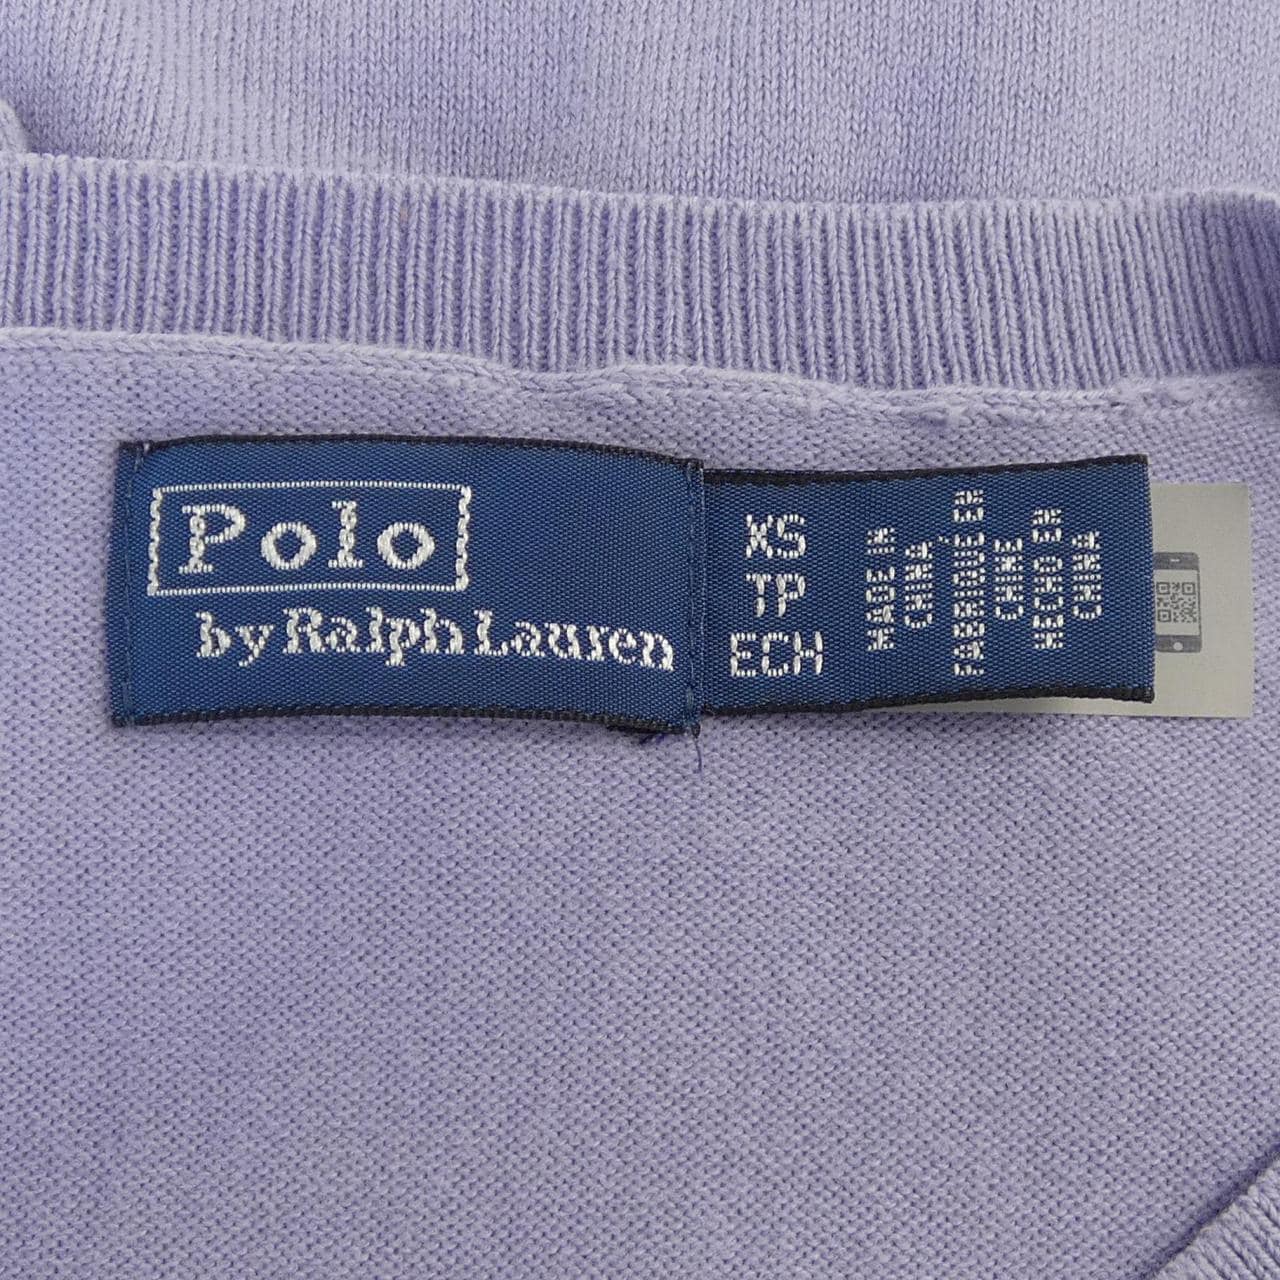 Polo
by Ralph Lauren
XS
TP
ECH
MADE IN
CHINA
FABRIQUE EN
CHINE
HECHO EN
CHINA